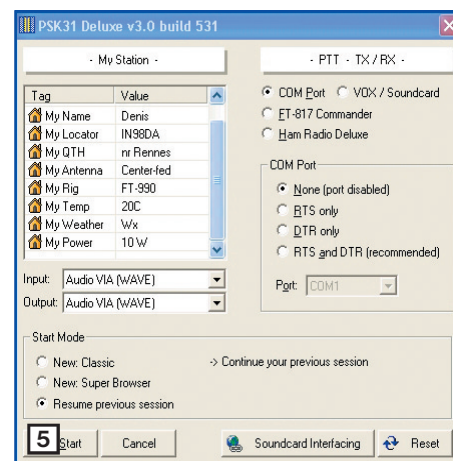 PSK31 Deluxe v3.0 build 531
- My Station -
Tag Value
My Name Denis
My Locator IN98DA
My QTH nr Rennes
My Antenna Center-fed
My Rig FT-990
My Temp 20C
My Weather Wx
My Power 10 W
Input: Audio VIA (WAVE)
Output: Audio VIA (WAVE)
- PTT - TX / RX -
COM Port VOX / Soundcard
FT-817 Commander
Ham Radio Deluxe
COM Port
None (port disabled)
RTS only
DTR only
RTS and DTR (recommended)
Port: COM1
Start Mode
New: Classic -> Continue your previous session
New: Super Browser
Resume previous session
5 Start Cancel Soundcard Interfacing Reset